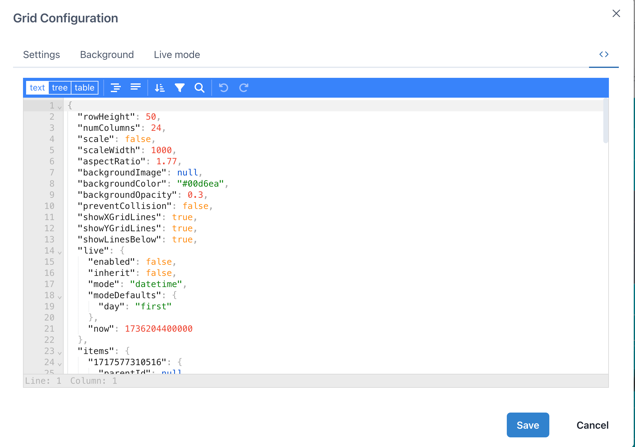 Grid Configuration
Settings Background Live mode <>
text tree table
1 {
2 "rowHeight": 50,
3 "numColumns": 24,
4 "scale": false,
5 "scaleWidth": 1000,
6 "aspectRatio": 1.77,
7 "backgroundImage": null,
8 "backgroundColor": "#00d6ea",
9 "backgroundOpacity": 0.3,
10 "preventCollision": false,
11 "showXGridLines": true,
12 "showYGridLines": true,
13 "showLinesBelow": true,
14 "live": {
15 "enabled": false,
16 "inherit": false,
17 "mode": "datetime",
18 "modeDefaults": {
19 "day": "first"
20 },
21 "now": 1736204400000
22 },
23 "items": {
24 "1717577310516": {
25 "parentId": null
Line: 1 Column: 1
Save Cancel